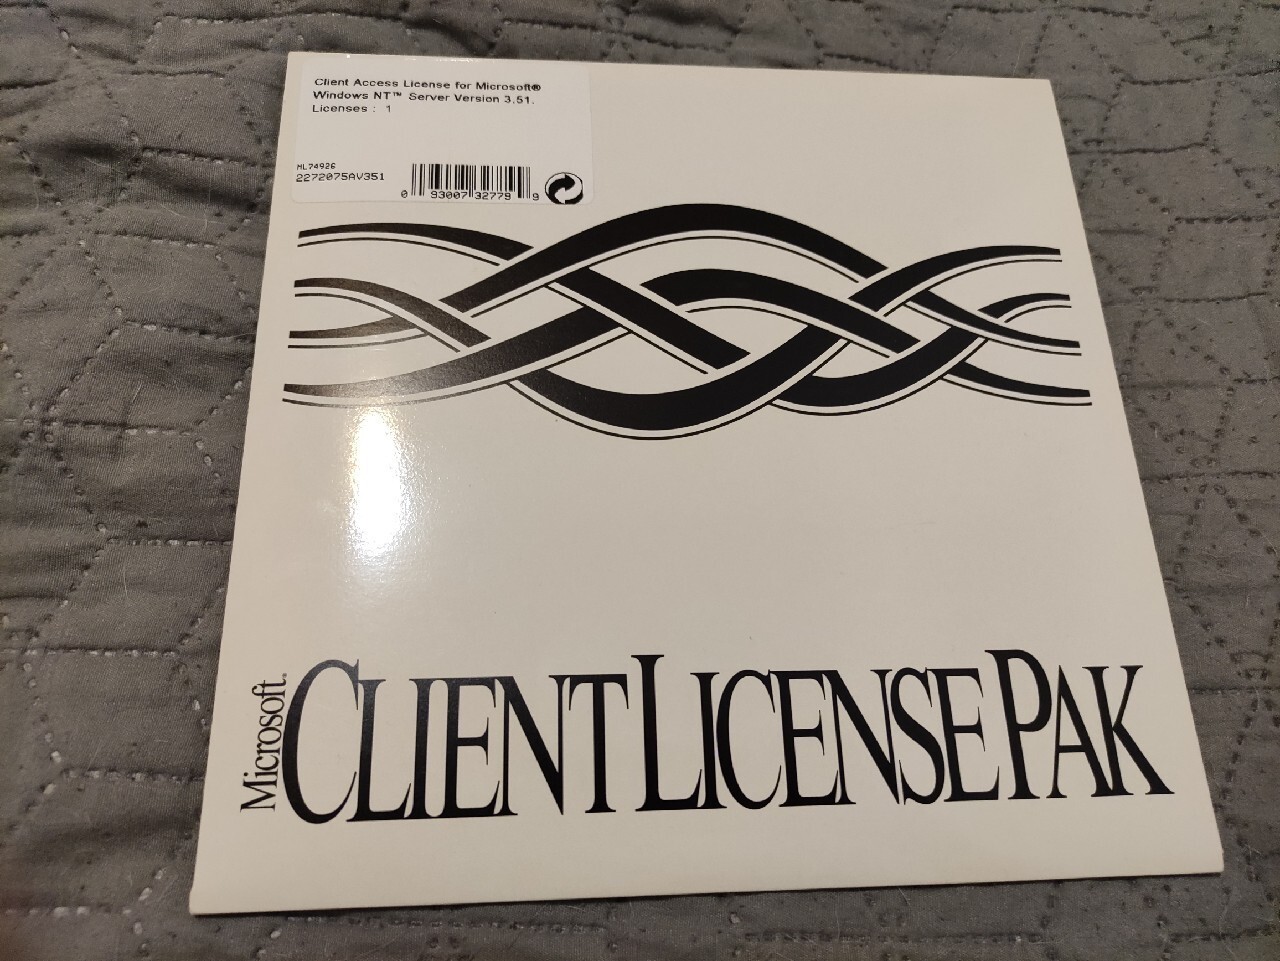 Client Access License for Microsoft®
Windows NT™ Server Version 3.51.
Licenses : 1
ML74926
2272075AV351
0 93007 32779 9
Microsoft®
CLIENT LICENSE PAK